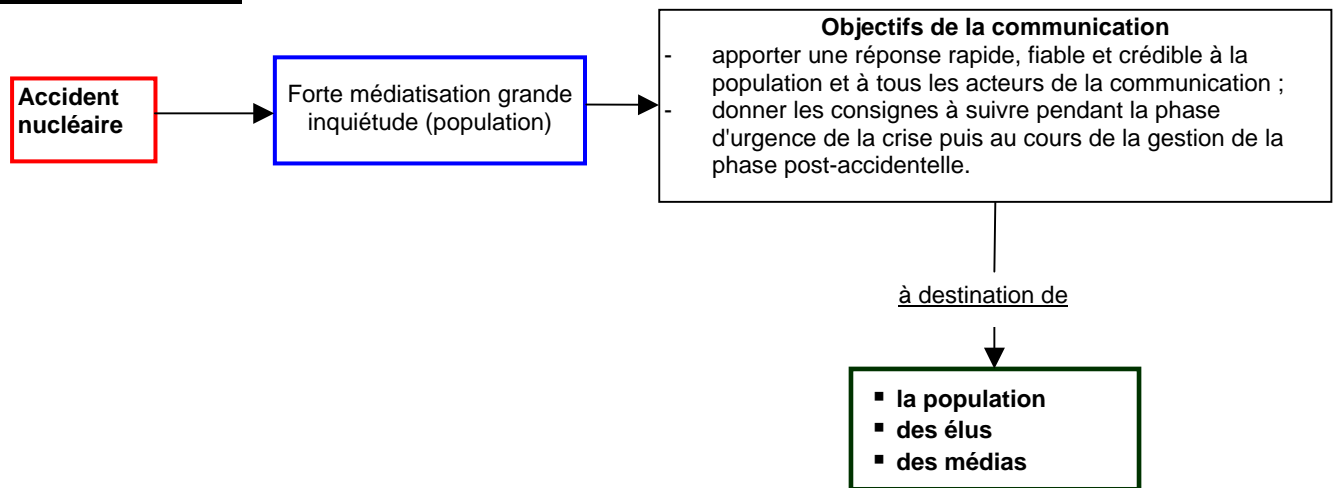 Accident
nucléaire
Forte médiatisation grande
inquiétude (population)
Objectifs de la communication
- apporter une réponse rapide, fiable et crédible à la
population et à tous les acteurs de la communication ;
- donner les consignes à suivre pendant la phase
d'urgence de la crise puis au cours de la gestion de la
phase post-accidentelle.
à destination de
▪ la population
▪ des élus
▪ des médias